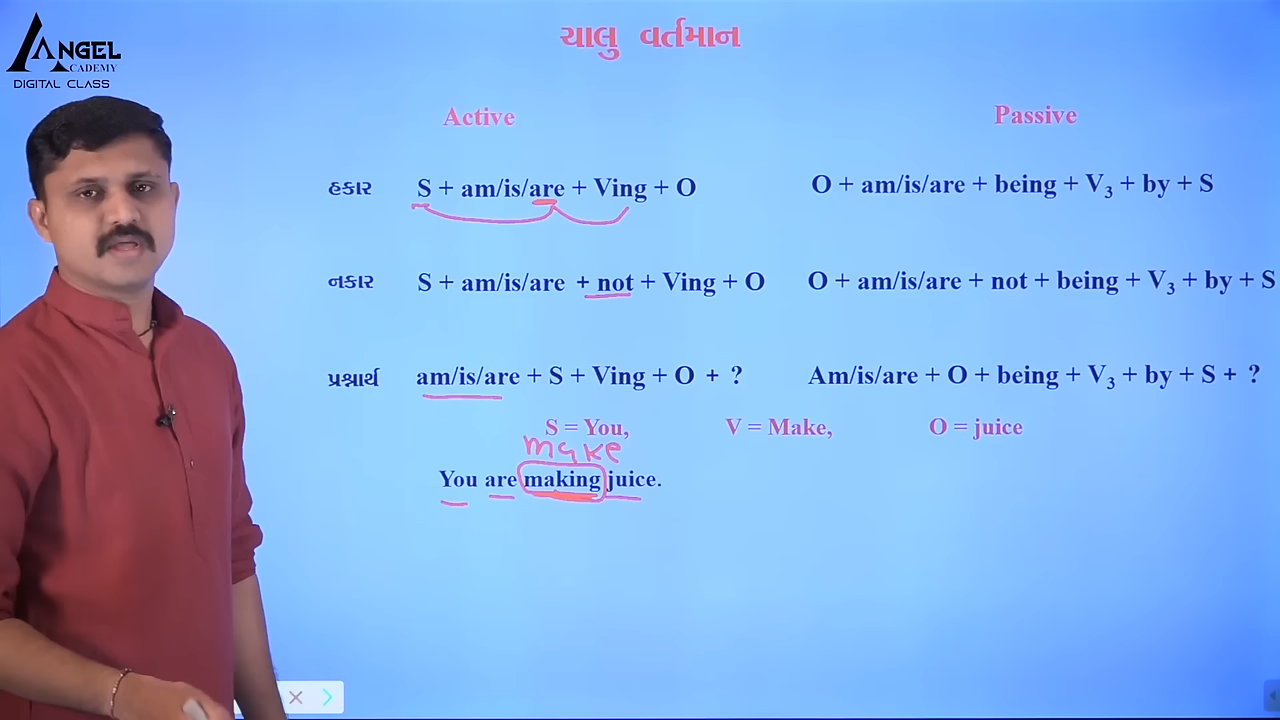 ANGEL
ACADEMY
DIGITAL CLASS
ચાલુ વર્તમાન
Active Passive
હકાર S + am/is/are + Ving + O O + am/is/are + being + V3 + by + S
નકાર S + am/is/are + not + Ving + O O + am/is/are + not + being + V3 + by + S
પ્રશ્નાર્થ am/is/are + S + Ving + O + ? Am/is/are + O + being + V3 + by + S + ?
S = You, V = Make, O = juice
make
You are making juice.